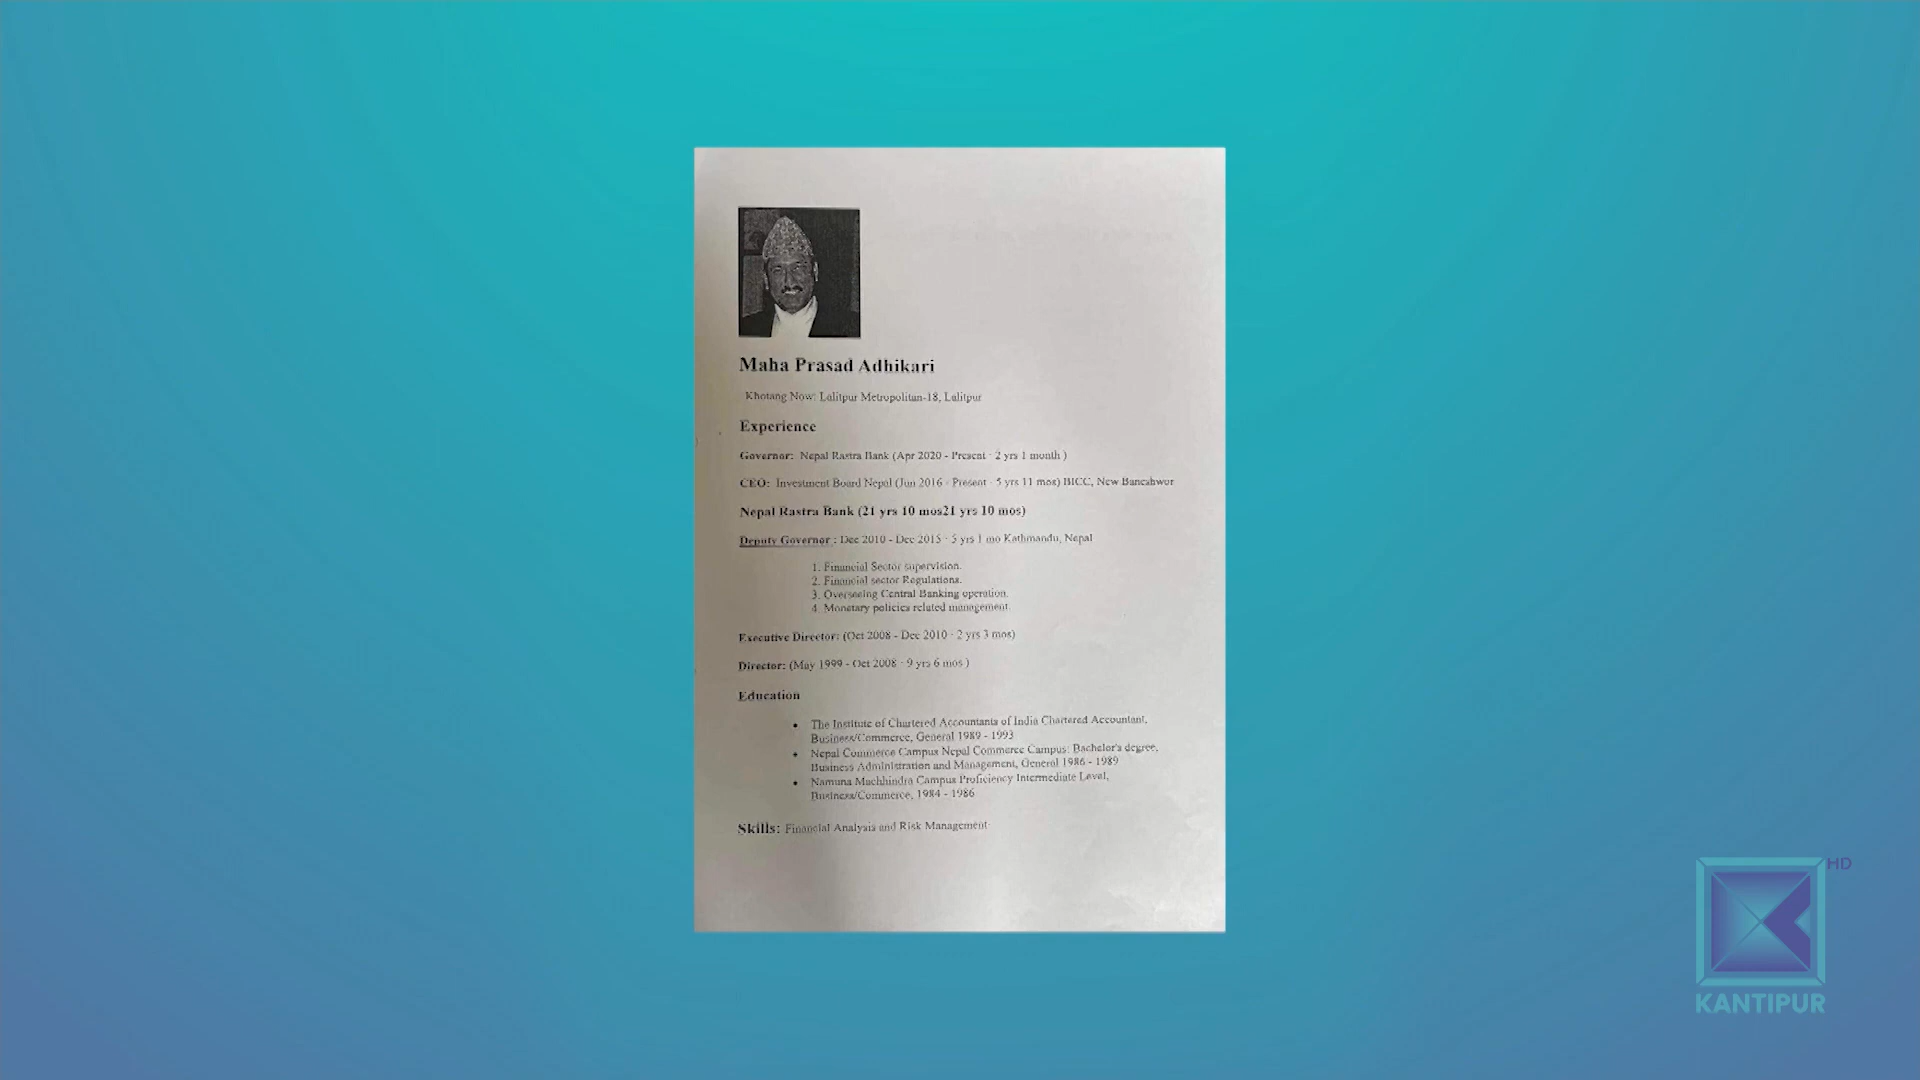 Maha Prasad Adhikari
Khotang Now: Lalitpur Metropolitan-18, Lalitpur
Experience
Governor: Nepal Rastra Bank (Apr 2020 - Present · 2 yrs 1 month )
CEO: Investment Board Nepal (Jun 2016 - Present · 5 yrs 11 mos) BICC, New Baneshwor
Nepal Rastra Bank (21 yrs 10 mos21 yrs 10 mos)
Deputy Governor : Dec 2010 - Dec 2015 · 5 yrs 1 mo Kathmandu, Nepal
1. Financial Sector supervision.
2. Financial sector Regulations.
3. Overseeing Central Banking operation.
4. Monetary policies related management.
Executive Director: (Oct 2008 - Dec 2010 · 2 yrs 3 mos)
Director: (May 1999 - Oct 2008 · 9 yrs 6 mos )
Education
• The Institute of Chartered Accountants of India Chartered Accountant,
Business/Commerce, General 1989 - 1993
• Nepal Commerce Campus Nepal Commerce Campus: Bachelor's degree,
Business Administration and Management, General 1986 - 1989
• Namuna Machhindra Campus Proficiency Intermediate Level,
Business/Commerce, 1984 - 1986
Skills: Financial Analysis and Risk Management
HD
KANTIPUR